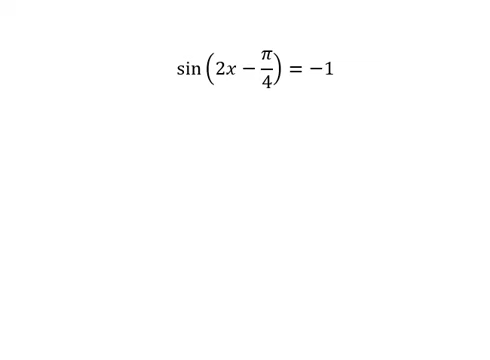 sin (2𝑥 − 𝜋/4) = −1